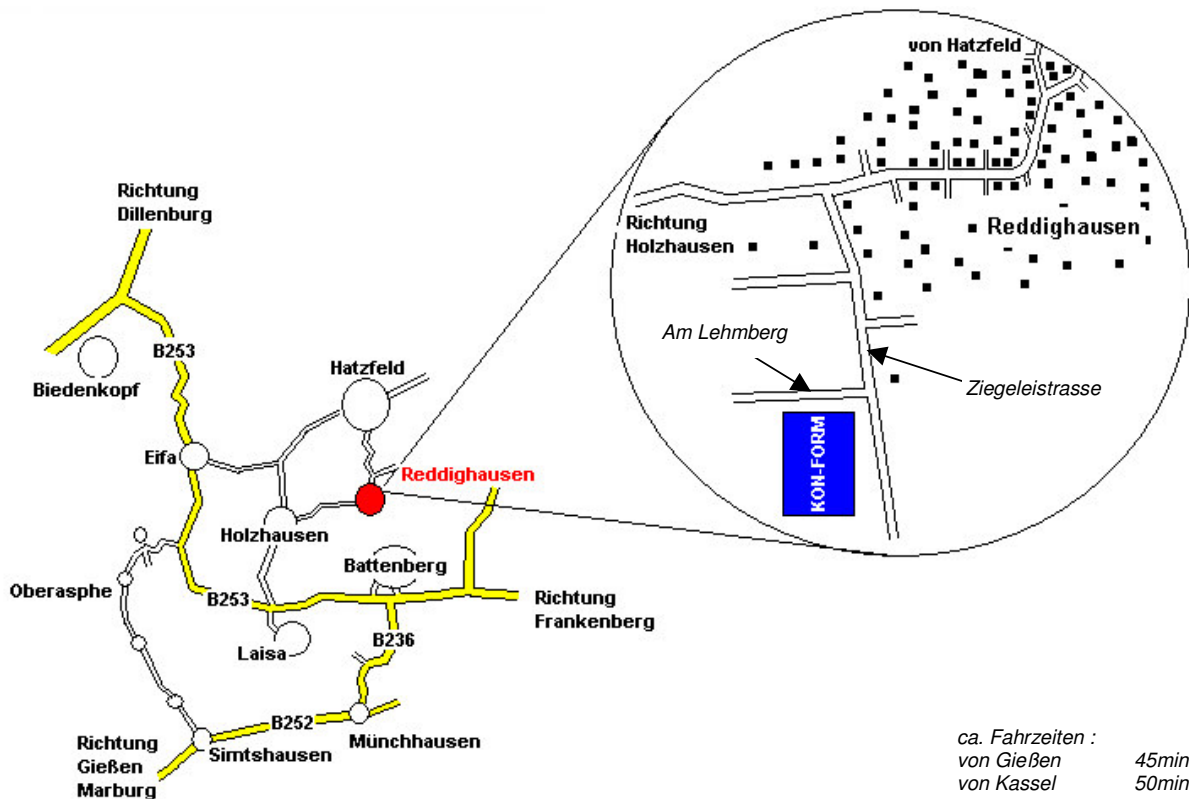 von Hatzfeld
Richtung
Dillenburg
Richtung
Holzhausen
Reddighausen
Am Lehmberg
Ziegeleistrasse
KON-FORM
B253
Biedenkopf
Hatzfeld
Eifa
Reddighausen
Holzhausen
Battenberg
Oberasphe
B253
Richtung
Frankenberg
Laisa
B236
B252
Münchhausen
Simtshausen
Richtung
Gießen
Marburg
ca. Fahrzeiten :
von Gießen 45min
von Kassel 50min